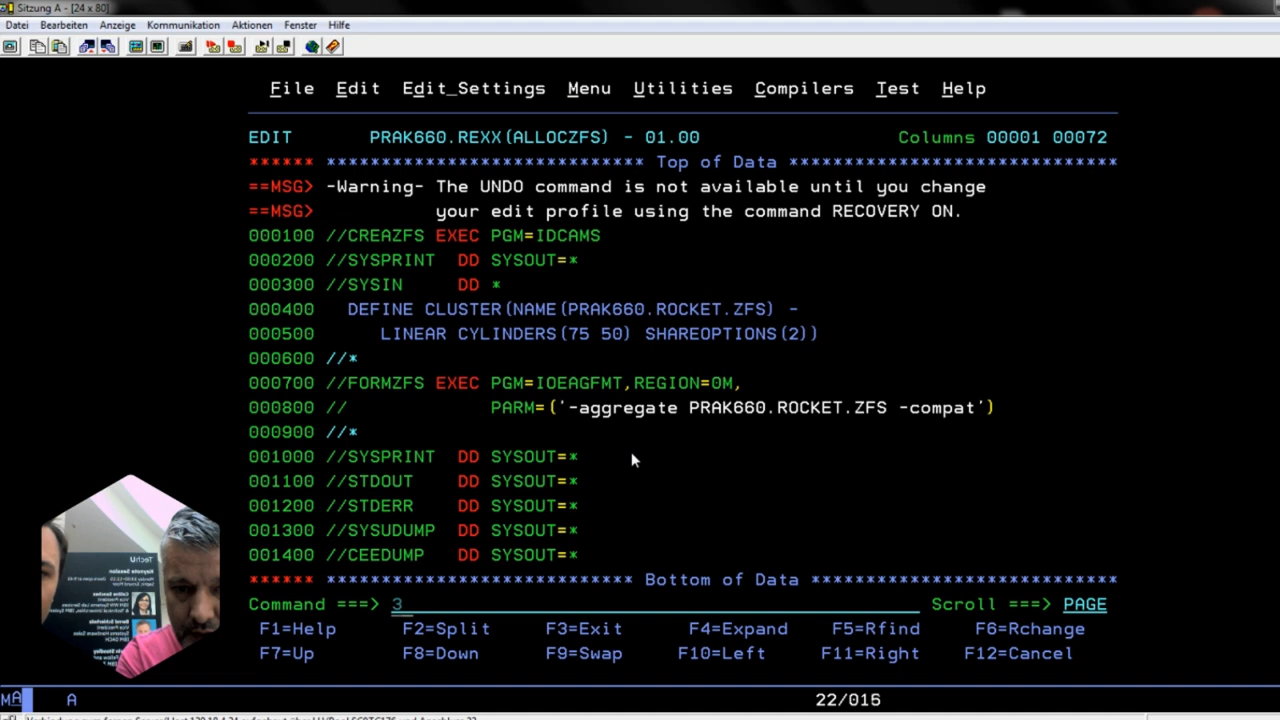 Sitzung A - [24 x 80]
Datei Bearbeiten Anzeige Kommunikation Aktionen Fenster Hilfe
File Edit Edit_Settings Menu Utilities Compilers Test Help
EDIT PRAK660.REXX(ALLOCZFS) - 01.00 Columns 00001 00072
****** ***************************** Top of Data ******************************
==MSG> -Warning- The UNDO command is not available until you change
==MSG> your edit profile using the command RECOVERY ON.
000100 //CREAZFS EXEC PGM=IDCAMS
000200 //SYSPRINT DD SYSOUT=*
000300 //SYSIN DD *
000400 DEFINE CLUSTER(NAME(PRAK660.ROCKET.ZFS) -
000500 LINEAR CYLINDERS(75 50) SHAREOPTIONS(2))
000600 //*
000700 //FORMZFS EXEC PGM=IOEAGFMT,REGION=0M,
000800 // PARM=('-aggregate PRAK660.ROCKET.ZFS -compat')
000900 //*
001000 //SYSPRINT DD SYSOUT=*
001100 //STDOUT DD SYSOUT=*
001200 //STDERR DD SYSOUT=*
001300 //SYSUDUMP DD SYSOUT=*
001400 //CEEDUMP DD SYSOUT=*
****** **************************** Bottom of Data ****************************
Command ===> 3 Scroll ===> PAGE
F1=Help F2=Split F3=Exit F4=Expand F5=Rfind F6=Rchange
F7=Up F8=Down F9=Swap F10=Left F11=Right F12=Cancel
MA A 22/016
TechU
Keynote Session